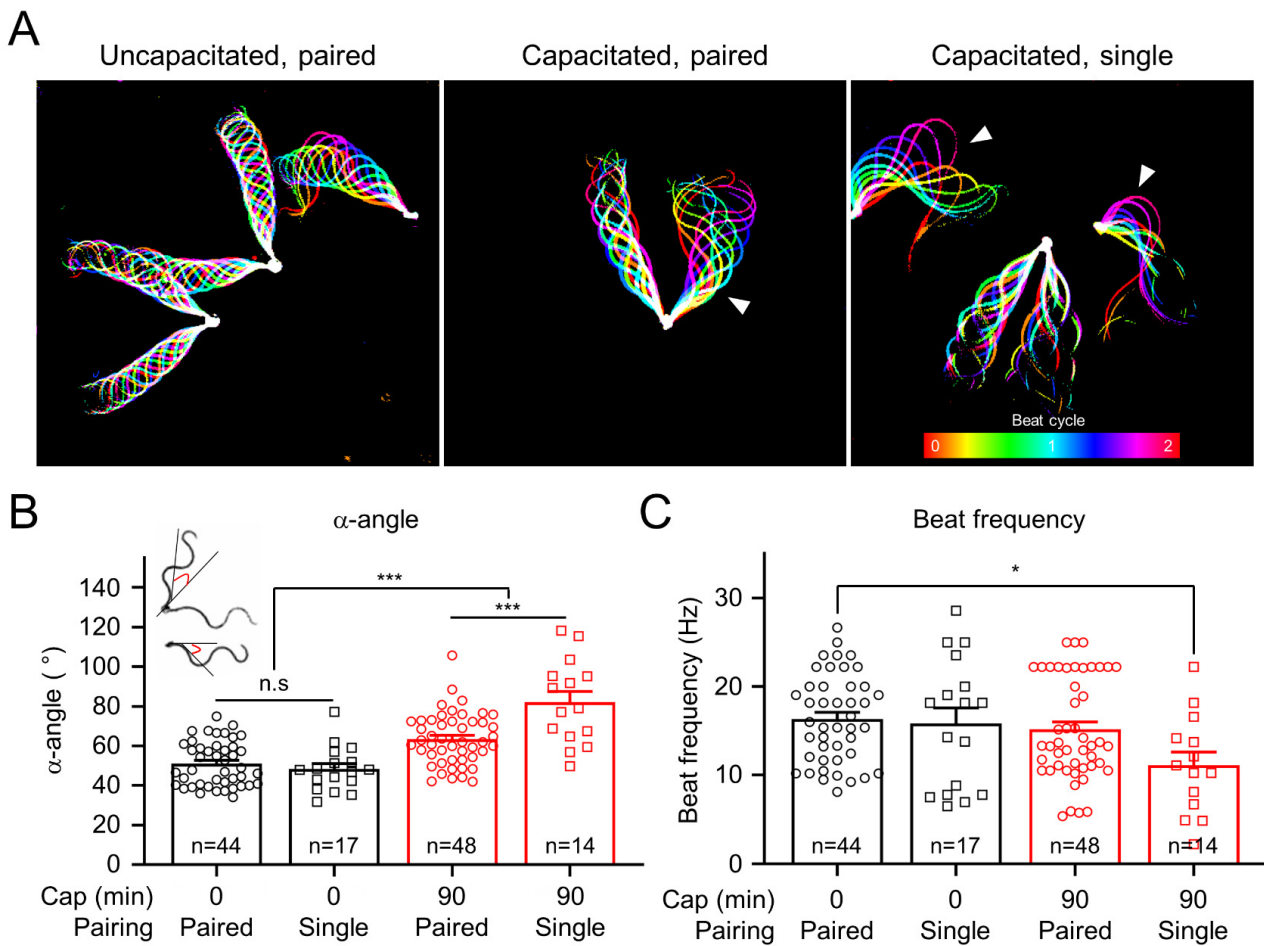 A
Uncapacitated, paired
Capacitated, paired
Capacitated, single
Beat cycle
0 1 2
B
α-angle
α-angle ( °)
140
120
100
80
60
40
20
0
***
***
n.s
n=44
n=17
n=48
n=14
Cap (min) 0 0 90 90
Pairing Paired Single Paired Single
C
Beat frequency
Beat frequency (Hz)
30
20
10
0
*
n=44
n=17
n=48
n=14
Cap (min) 0 0 90 90
Pairing Paired Single Paired Single